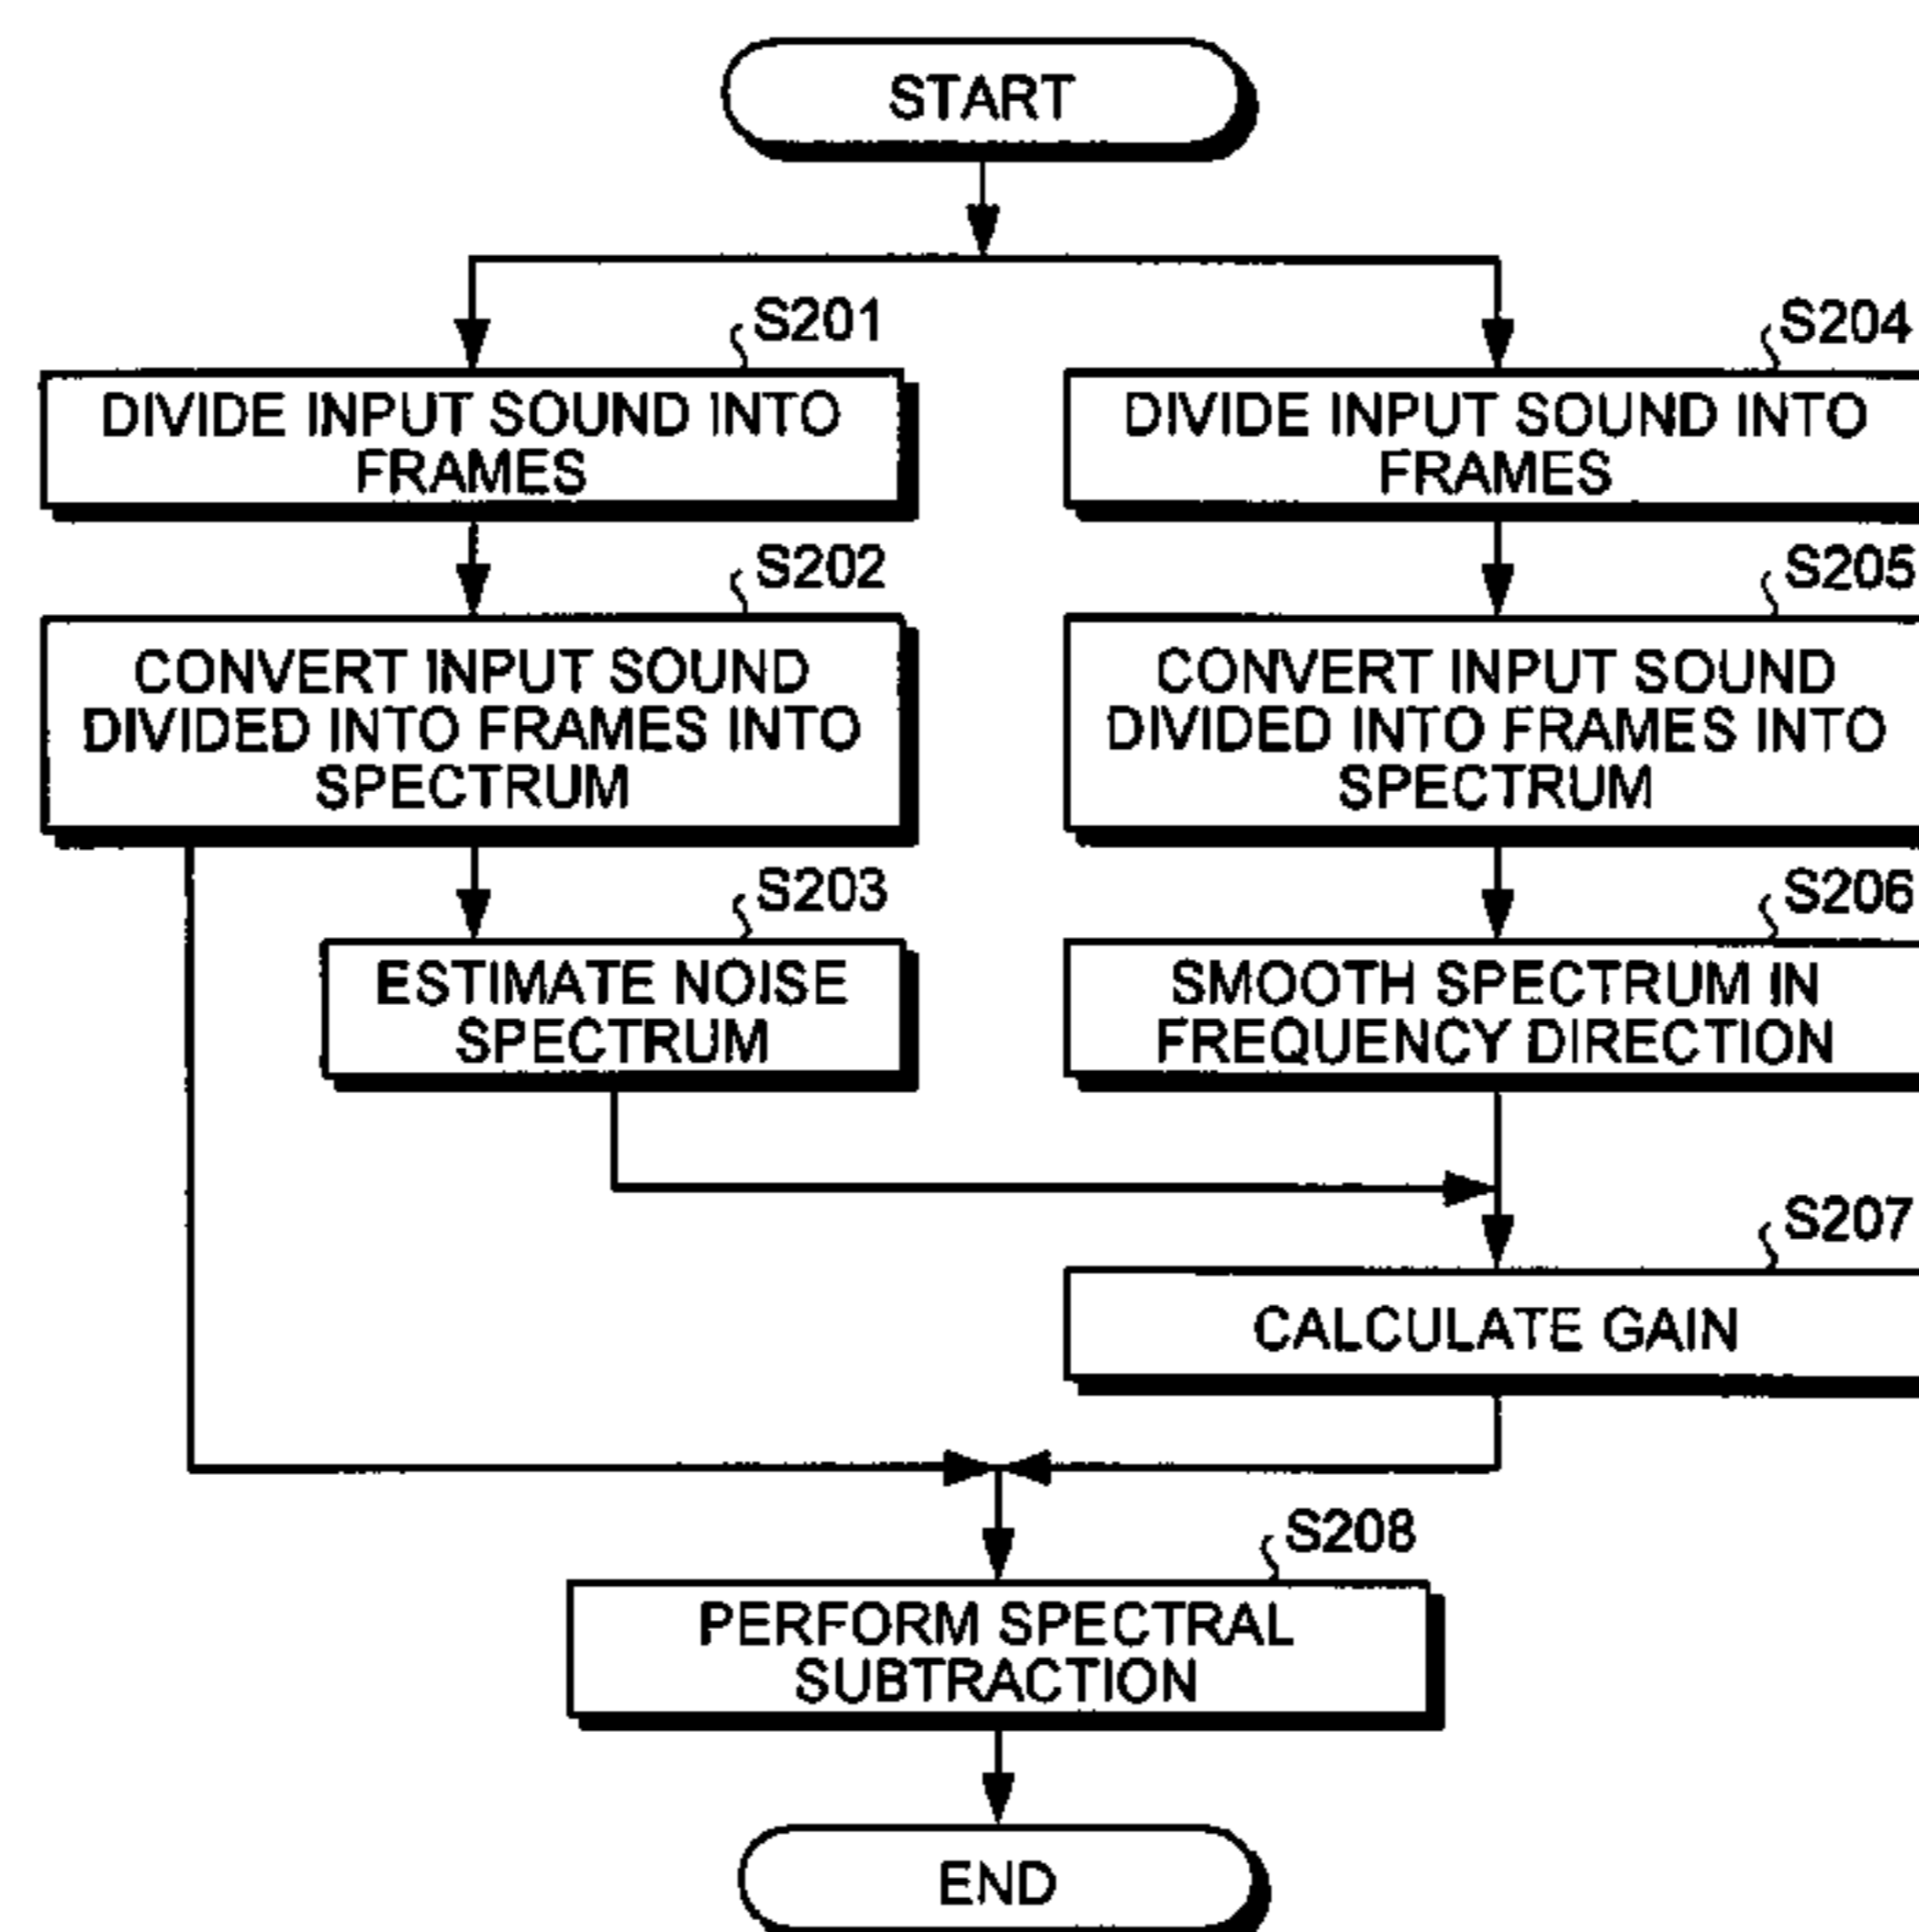 START
S201
DIVIDE INPUT SOUND INTO
FRAMES
S202
CONVERT INPUT SOUND
DIVIDED INTO FRAMES INTO
SPECTRUM
S203
ESTIMATE NOISE
SPECTRUM
S204
DIVIDE INPUT SOUND INTO
FRAMES
S205
CONVERT INPUT SOUND
DIVIDED INTO FRAMES INTO
SPECTRUM
S206
SMOOTH SPECTRUM IN
FREQUENCY DIRECTION
S207
CALCULATE GAIN
S208
PERFORM SPECTRAL
SUBTRACTION
END